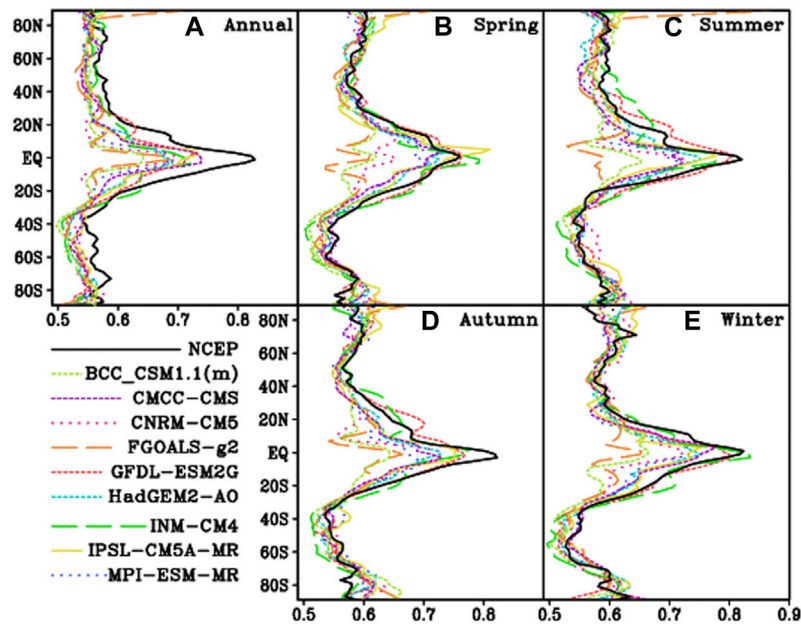 A Annual
B Spring
C Summer
80N
40N
20N
EQ
20S
40S
60S
80S
0.5 0.6 0.7 0.8
D Autumn
E Winter
80N
40N
20N
EQ
20S
40S
60S
80S
0.5 0.6 0.7 0.8
0.5 0.6 0.7 0.8 0.9
NCEP
BCC_CSM1.1(m)
CMCC-CMS
CNRM-CM5
FGOALS-g2
GFDL-ESM2G
HadGEM2-AO
INM-CM4
IPSL-CM5A-MR
MPI-ESM-MR